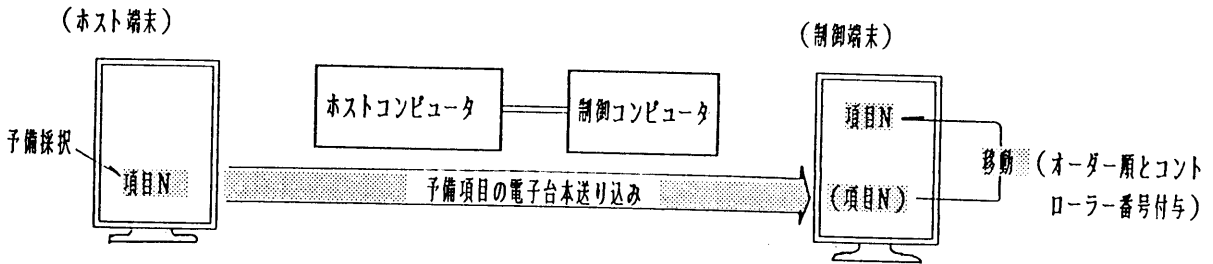 (ホスト端末)
(制御端末)
ホストコンピュータ
制御コンピュータ
予備採択
項目N
項目N
移動
(オーダー順とコント
ローラー番号付与)
予備項目の電子台本送り込み
(項目N)